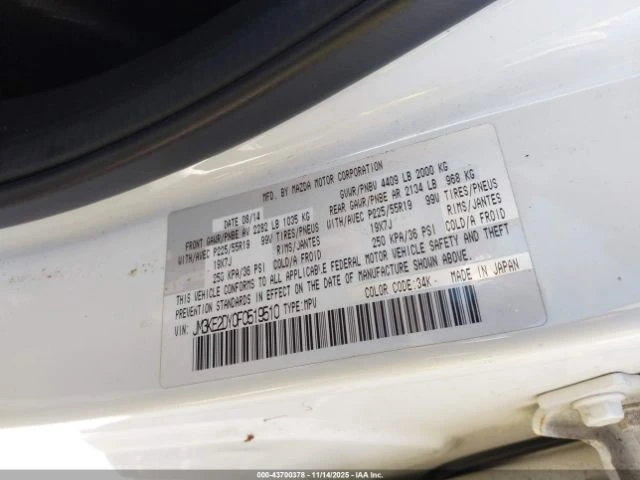 MFD. BY MAZDA MOTOR CORPORATION
DATE 08/14 GVWR/PNBV 4409 LB 2000 KG
FRONT GAWR/PNBE AV 2282 LB 1035 KG REAR GAWR/PNBE AR 2134 LB 968 KG
WITH/AVEC P225/55R19 99V TIRES/PNEUS WITH/AVEC P225/55R19 99V TIRES/PNEUS
19X7J RIMS/JANTES 19X7J RIMS/JANTES
250 KPA/36 PSI COLD/A FROID 250 KPA/36 PSI COLD/A FROID
THIS VEHICLE CONFORMS TO ALL APPLICABLE FEDERAL MOTOR VEHICLE SAFETY AND THEFT
PREVENTION STANDARDS IN EFFECT ON THE DATE OF MANUFACTURE SHOWN ABOVE.
VIN: JM3KE2DY0F0519510 TYPE: MPV COLOR CODE: 34K- MADE IN JAPAN
000-43700378 - 11/14/2025 - IAA Inc.